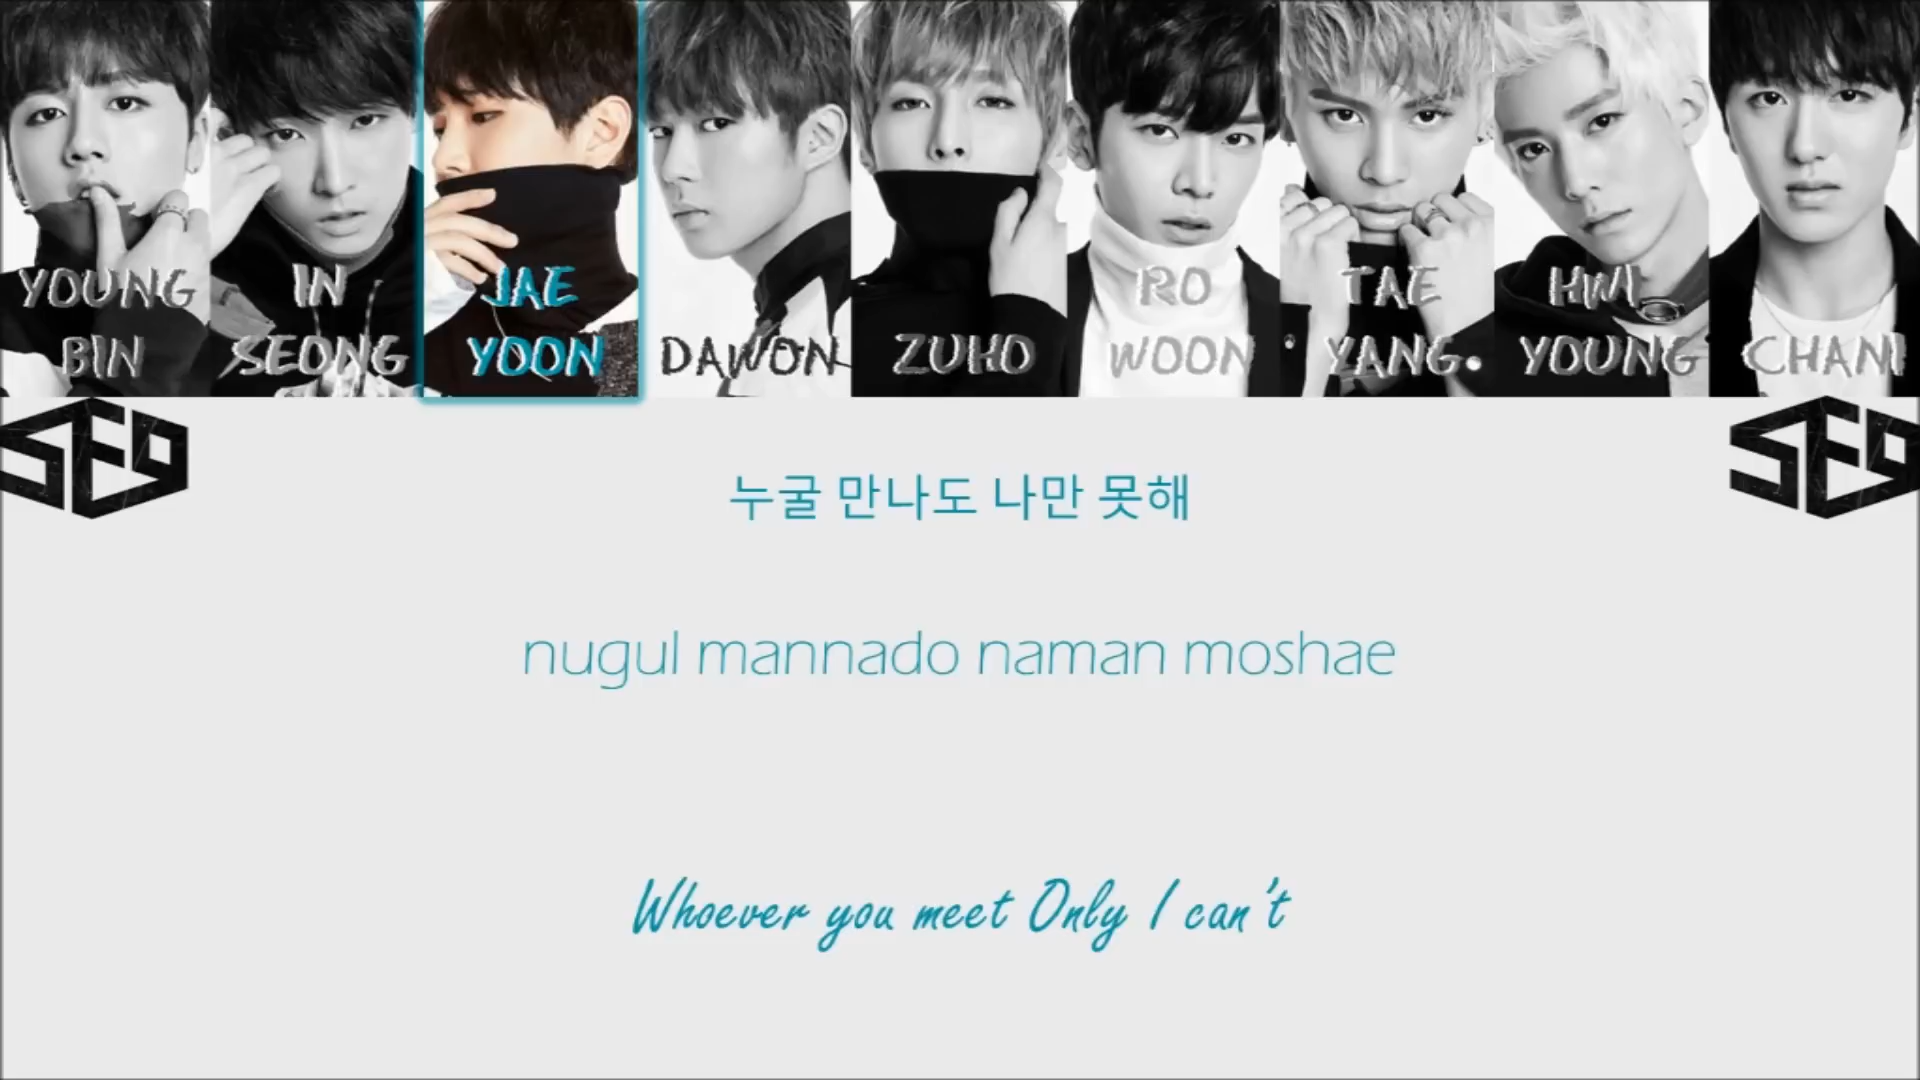 YOUNG BIN
IN SEONG
JAE YOON
DAWON
ZUHO
RO WOON
TAE YANG
HWI YOUNG
CHANI
SF9
SF9
누굴 만나도 나만 못해
nugul mannado naman moshae
Whoever you meet Only I can't